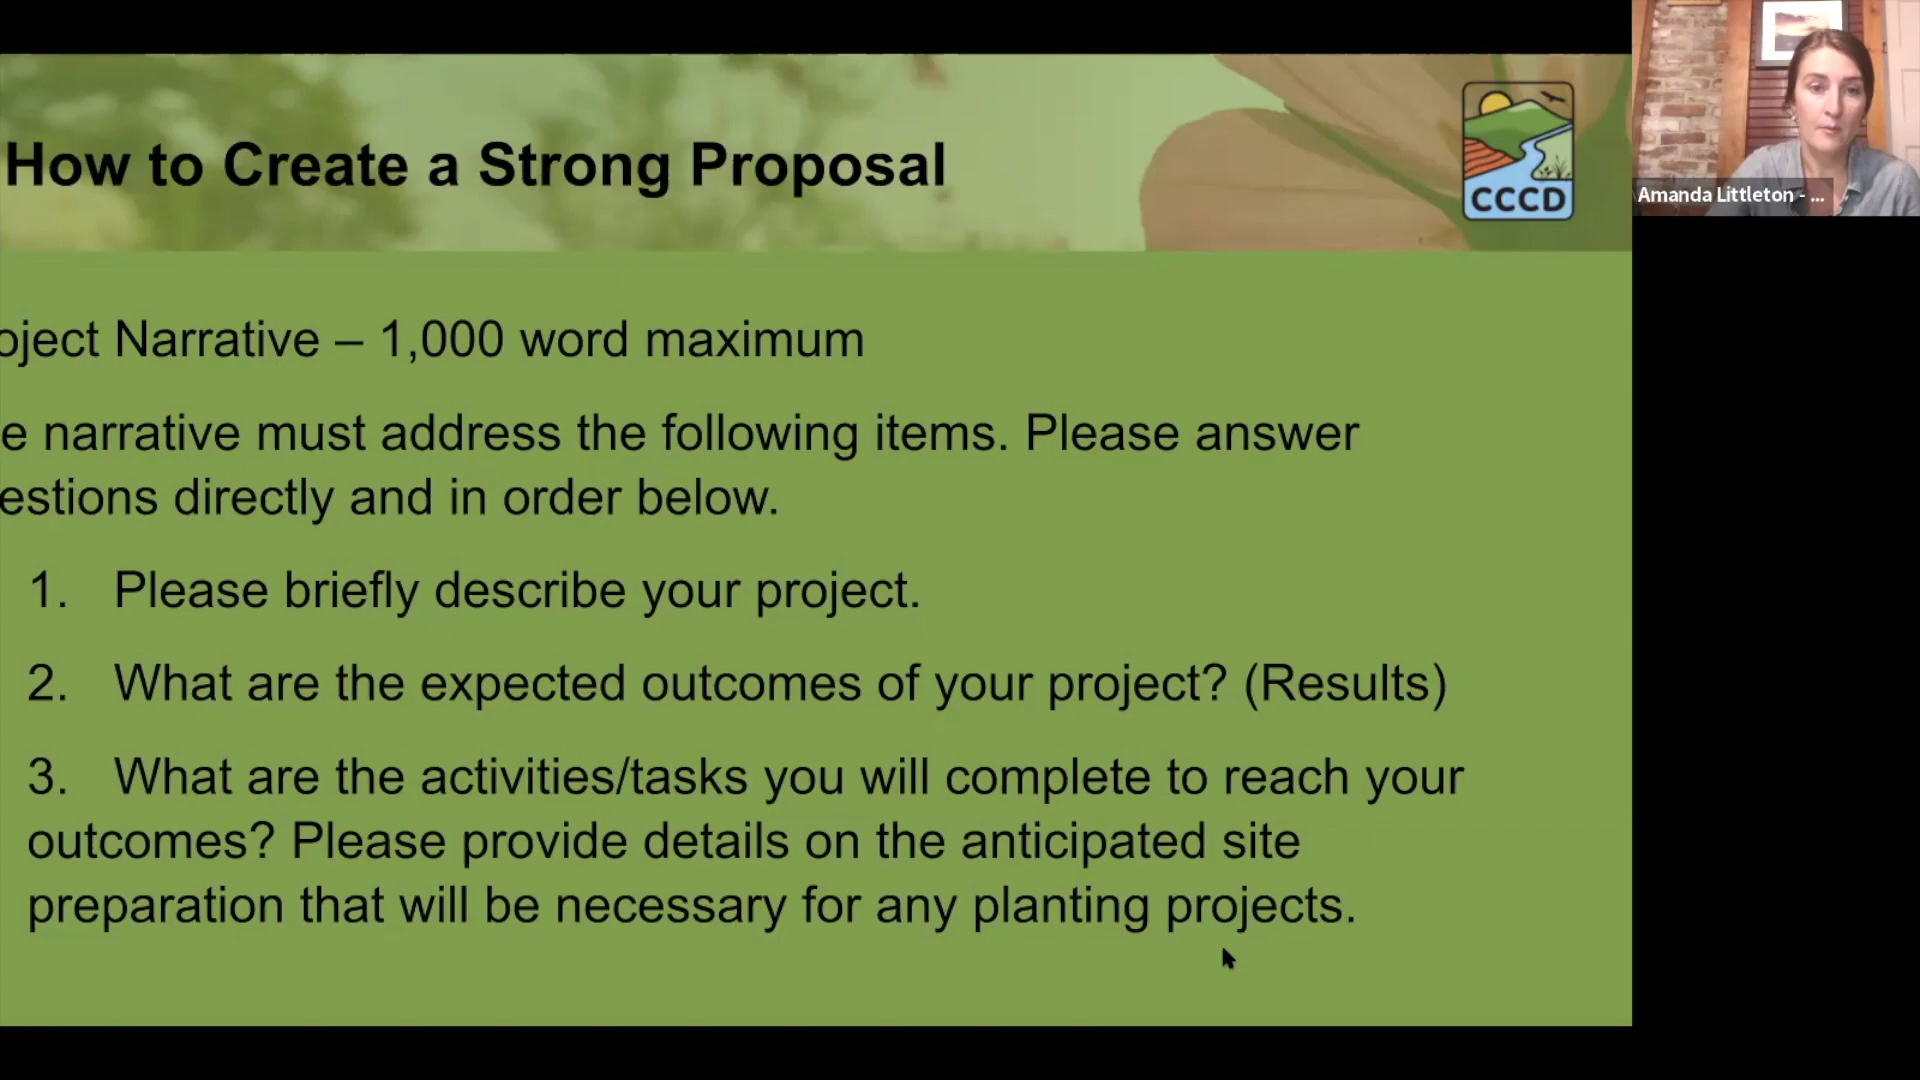 How to Create a Strong Proposal
CCCD
Amanda Littleton - ...
oject Narrative – 1,000 word maximum
e narrative must address the following items. Please answer
estions directly and in order below.
1. Please briefly describe your project.
2. What are the expected outcomes of your project? (Results)
3. What are the activities/tasks you will complete to reach your
outcomes? Please provide details on the anticipated site
preparation that will be necessary for any planting projects.